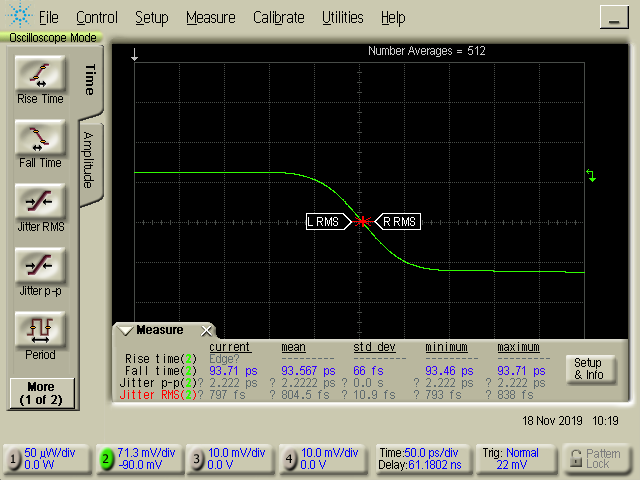 File Control Setup Measure Calibrate Utilities Help
Oscilloscope Mode
Number Averages = 512
Time
Amplitude
Rise Time
Fall Time
Jitter RMS
Jitter p-p
Period
More
(1 of 2)
L RMS
R RMS
Measure
current mean std dev minimum maximum
Rise time(2) Edge? --------- --------- --------- ---------
Fall time(2) 93.71 ps 93.567 ps 66 fs 93.46 ps 93.71 ps
Jitter p-p(2)? 2.222 ps ? 2.2222 ps ? 0.0 s ? 2.222 ps ? 2.222 ps
Jitter RMS(2)? 797 fs ? 804.5 fs ? 10.9 fs ? 793 fs ? 838 fs
Setup
& Info
18 Nov 2019 10:19
1 50 µW/div
0.0 W
2 71.3 mV/div
-90.0 mV
3 10.0 mV/div
0.0 V
4 10.0 mV/div
0.0 V
Time:50.0 ps/div
Delay:61.1802 ns
Trig: Normal
22 mV
Pattern
Lock